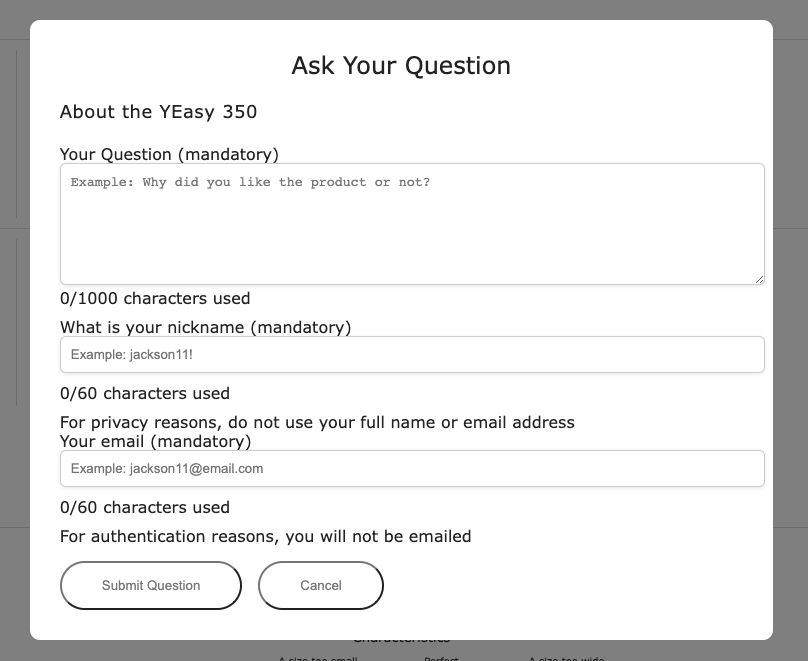 Ask Your Question
About the YEasy 350
Your Question (mandatory)
Example: Why did you like the product or not?
0/1000 characters used
What is your nickname (mandatory)
Example: jackson11!
0/60 characters used
For privacy reasons, do not use your full name or email address
Your email (mandatory)
Example: jackson11@email.com
0/60 characters used
For authentication reasons, you will not be emailed
Submit Question Cancel
Characteristics
A size too small Perfect A size too wide